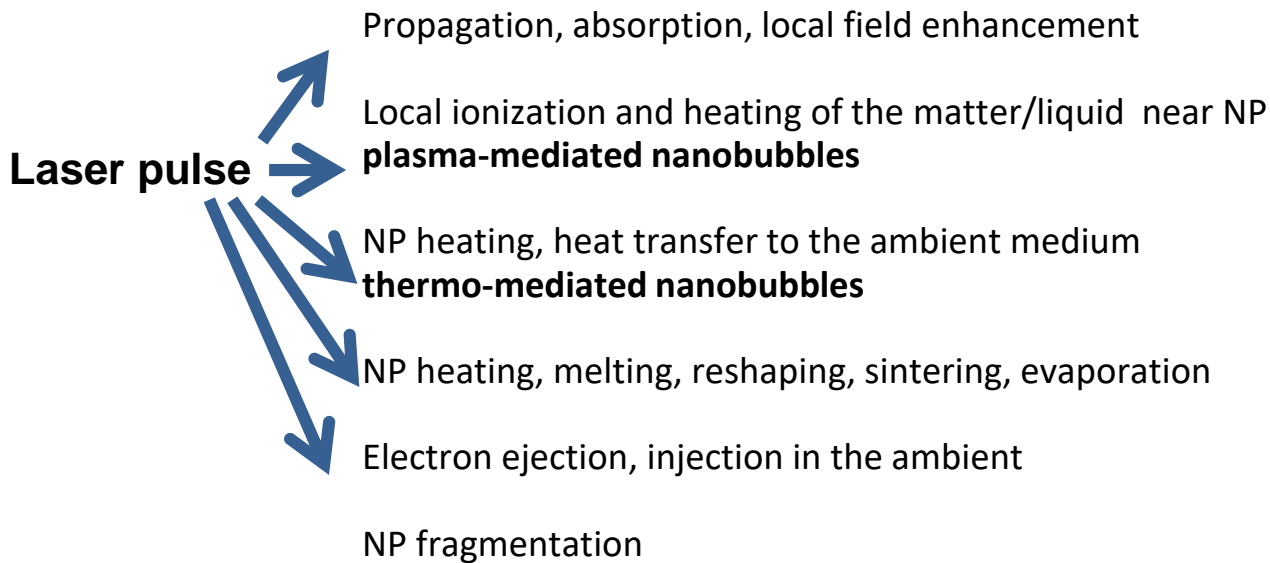 Propagation, absorption, local field enhancement
Local ionization and heating of the matter/liquid near NP
plasma-mediated nanobubbles
Laser pulse
NP heating, heat transfer to the ambient medium
thermo-mediated nanobubbles
NP heating, melting, reshaping, sintering, evaporation
Electron ejection, injection in the ambient
NP fragmentation